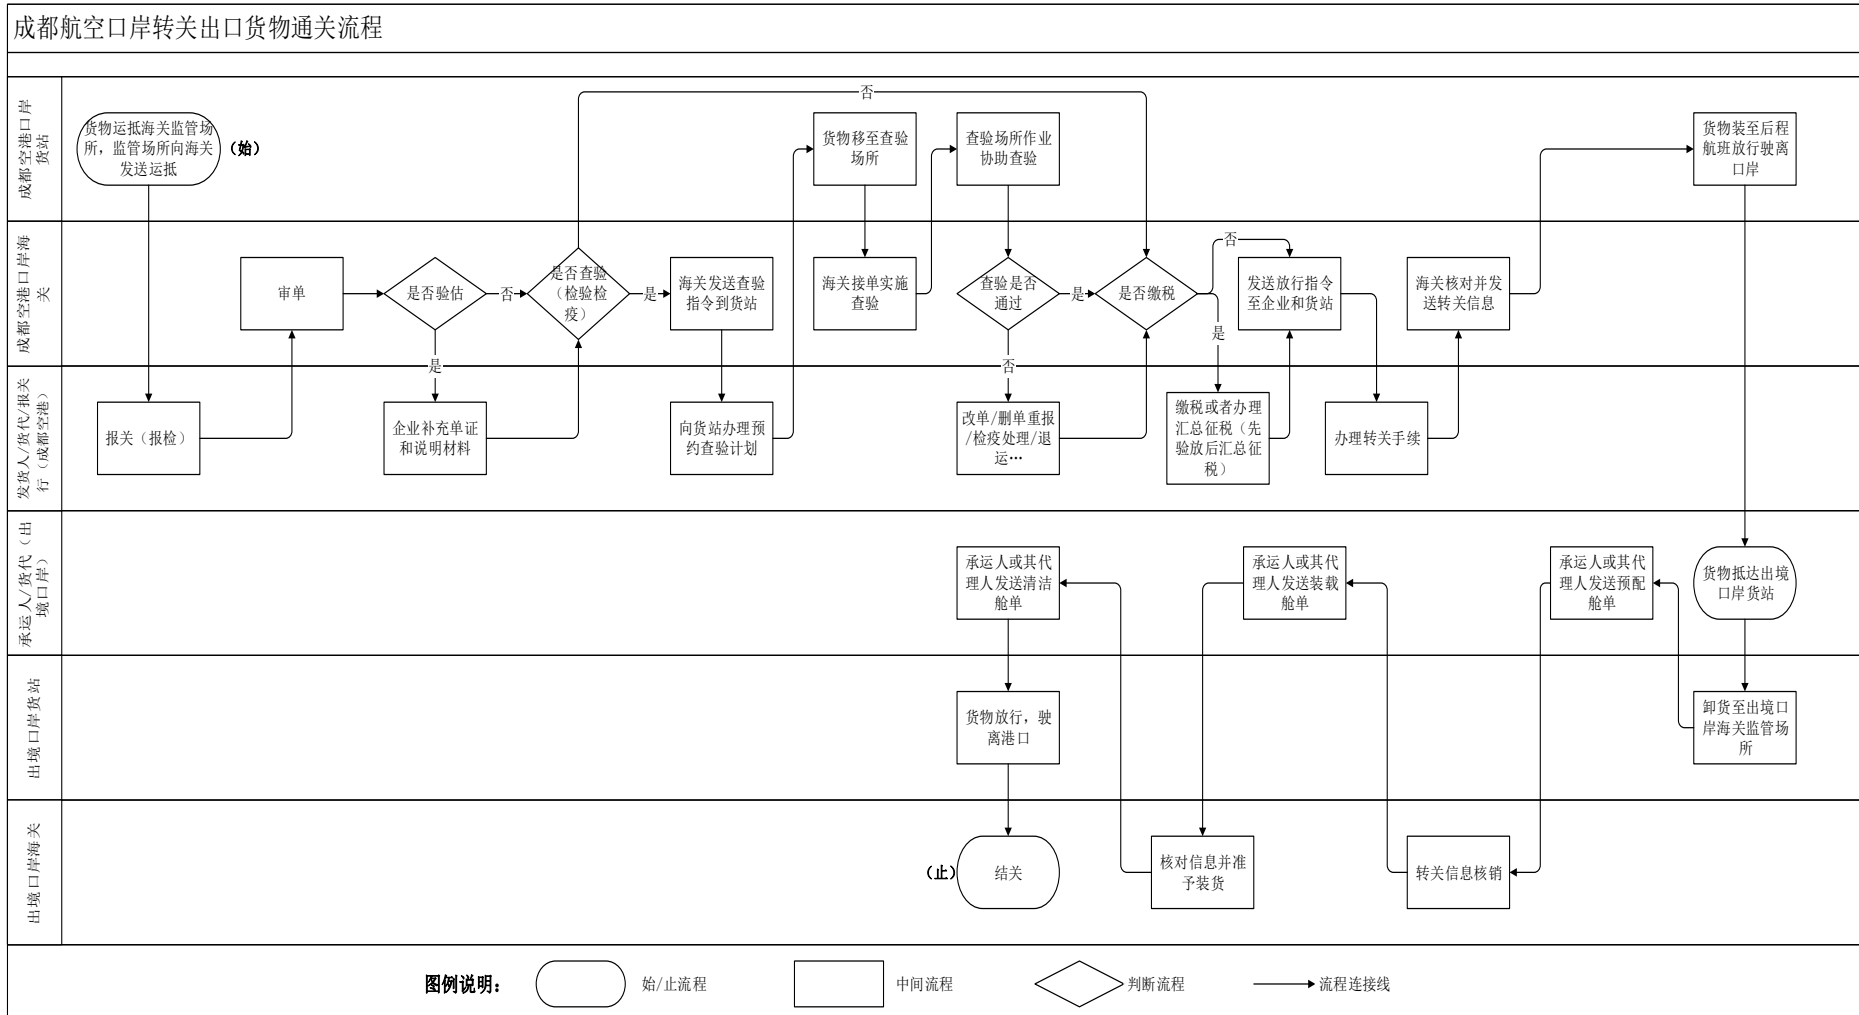 成都航空口岸转关出口货物通关流程
成都空港口岸
货站
货物运抵海关监管场
所，监管场所向海关
发送运抵
（始）
否
货物移至查验
场所
查验场所作业
协助查验
货物装至后程
航班放行驶离
口岸
成都空港口岸海
关
审单
是否验估
否
是否查验
（检验检
疫）
是
海关发送查验
指令到货站
海关接单实施
查验
查验是否
通过
是
是否缴税
否
是
发送放行指令
至企业和货站
海关核对并发
送转关信息
是
否
发货人/货代/报关
行（成都空港）
报关（报检）
企业补充单证
和说明材料
向货站办理预
约查验计划
改单/删单重报
/检疫处理/退
运…
缴税或者办理
汇总征税（先
验放后汇总征
税）
办理转关手续
承运人/货代（出
境口岸）
承运人或其代
理人发送清洁
舱单
承运人或其代
理人发送装载
舱单
承运人或其代
理人发送预配
舱单
货物抵达出境
口岸货站
出境口岸货站
货物放行，驶
离港口
卸货至出境口
岸海关监管场
所
出境口岸海关
（止）
结关
核对信息并准
予装货
转关信息核销
图例说明：
始/止流程
中间流程
判断流程
流程连接线